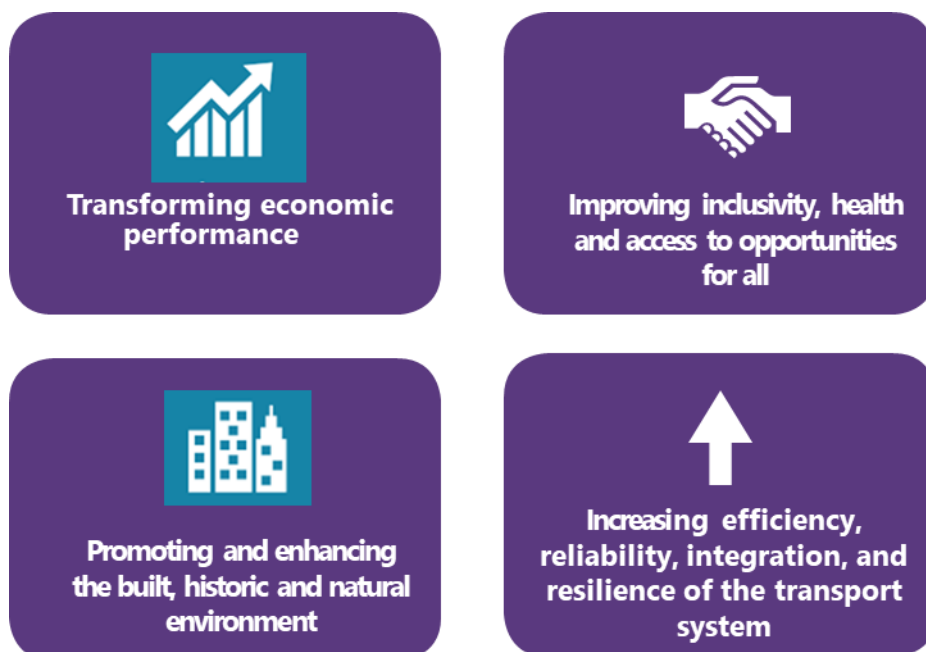 Transforming economic
performance
Improving inclusivity, health
and access to opportunities
for all
Promoting and enhancing
the built, historic and natural
environment
Increasing efficiency,
reliability, integration, and
resilience of the transport
system